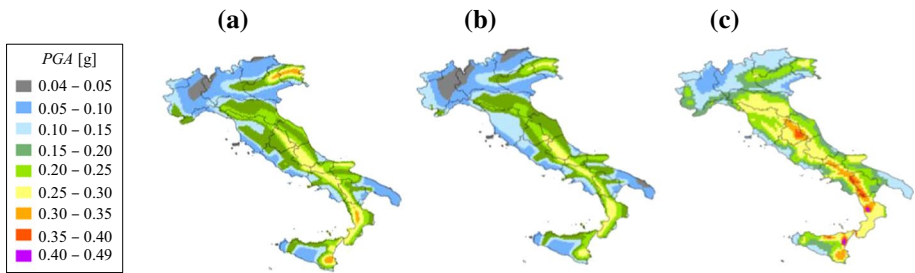 (a)
(b)
(c)
PGA [g]
0.04 – 0.05
0.05 – 0.10
0.10 – 0.15
0.15 – 0.20
0.20 – 0.25
0.25 – 0.30
0.30 – 0.35
0.35 – 0.40
0.40 – 0.49